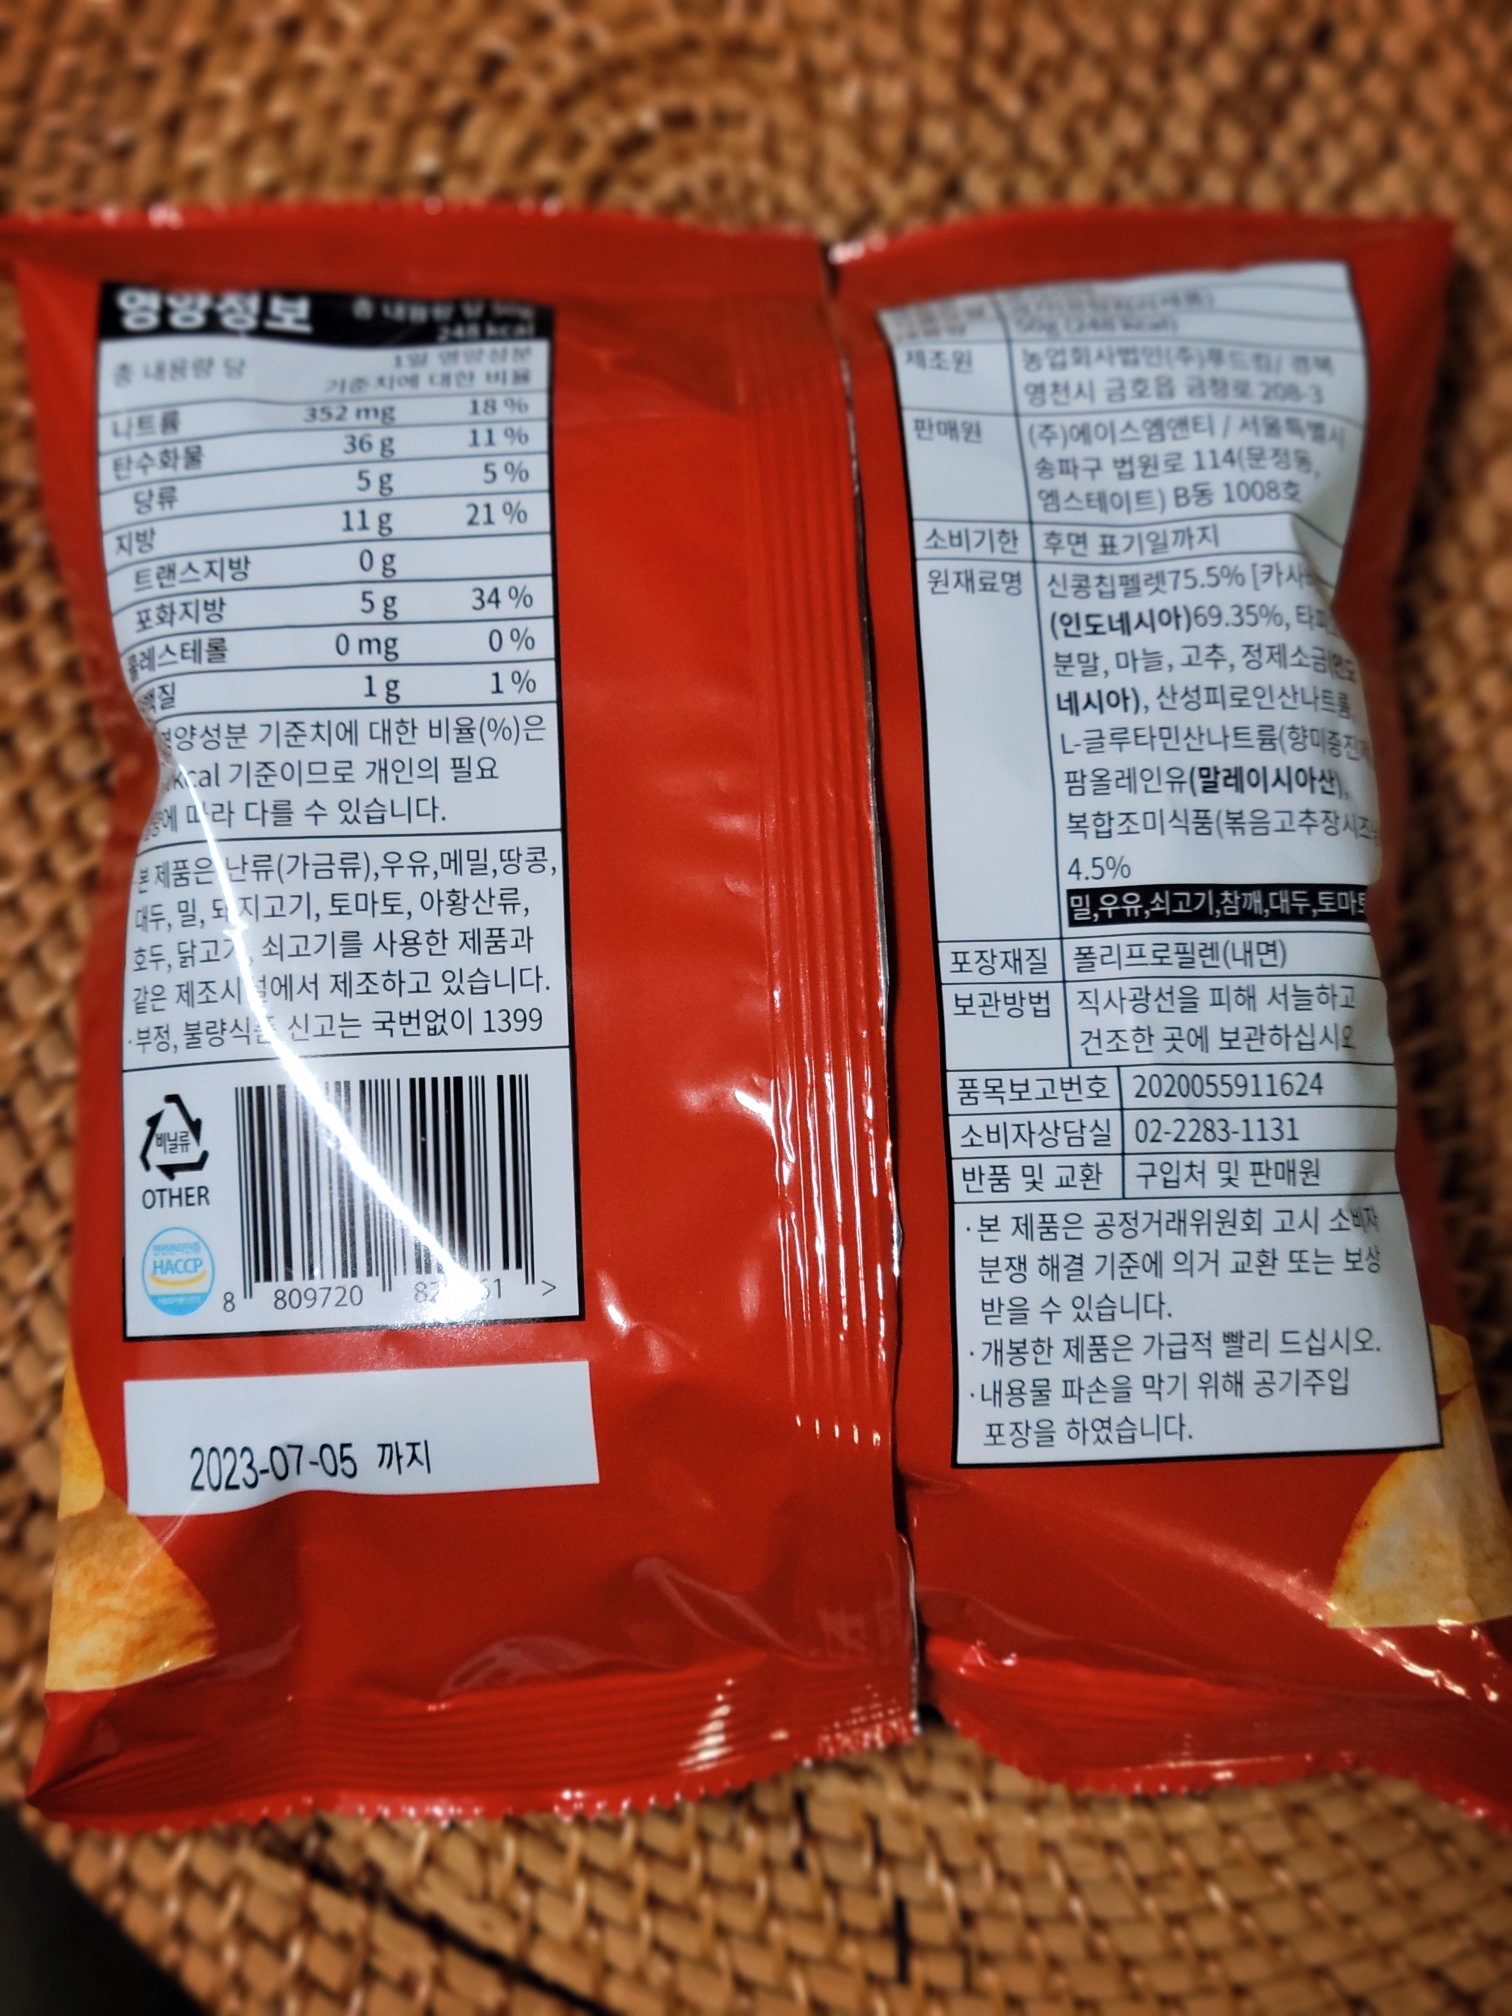 영양정보 총 내용량 당 50g
248 kcal
총 내용량 당
1일 영양성분
기준치에 대한 비율
나트륨 352 mg 18 %
탄수화물 36 g 11 %
당류 5 g 5 %
지방 11 g 21 %
트랜스지방 0 g
포화지방 5 g 34 %
레스테롤 0 mg 0 %
백질 1 g 1 %
영양성분 기준치에 대한 비율(%)은
kcal 기준이므로 개인의 필요
따라 다를 수 있습니다.
본 제품은 난류(가금류),우유,메밀,땅콩,
대두, 밀, 돼지고기, 토마토, 아황산류,
호두, 닭고기, 쇠고기를 사용한 제품과
같은 제조시설에서 제조하고 있습니다.
·부정, 불량식품 신고는 국번없이 1399
비닐류
OTHER
HACCP
8 809720
2023-07-05 까지
50g (248 kcal)
제조원 농업회사법인(주)푸드킹/ 경북
영천시 금호읍 금창로 208-3
판매원 (주)에이스엠앤티 / 서울특별시
송파구 법원로 114(문정동,
엠스테이트) B동 1008호
소비기한 후면 표기일까지
원재료명 신콩칩펠렛75.5% [카사
(인도네시아)69.35%, 타피
분말, 마늘, 고추, 정제소금(인도
네시아), 산성피로인산나트륨,
L-글루타민산나트륨(향미증진제)
팜올레인유(말레이시아산),
복합조미식품(볶음고추장시즈닝)
4.5%
밀,우유,쇠고기,참깨,대두,토마토
포장재질 폴리프로필렌(내면)
보관방법 직사광선을 피해 서늘하고
건조한 곳에 보관하십시오
품목보고번호 2020055911624
소비자상담실 02-2283-1131
반품 및 교환 구입처 및 판매원
·본 제품은 공정거래위원회 고시 소비자
분쟁 해결 기준에 의거 교환 또는 보상
받을 수 있습니다.
·개봉한 제품은 가급적 빨리 드십시오.
·내용물 파손을 막기 위해 공기주입
포장을 하였습니다.